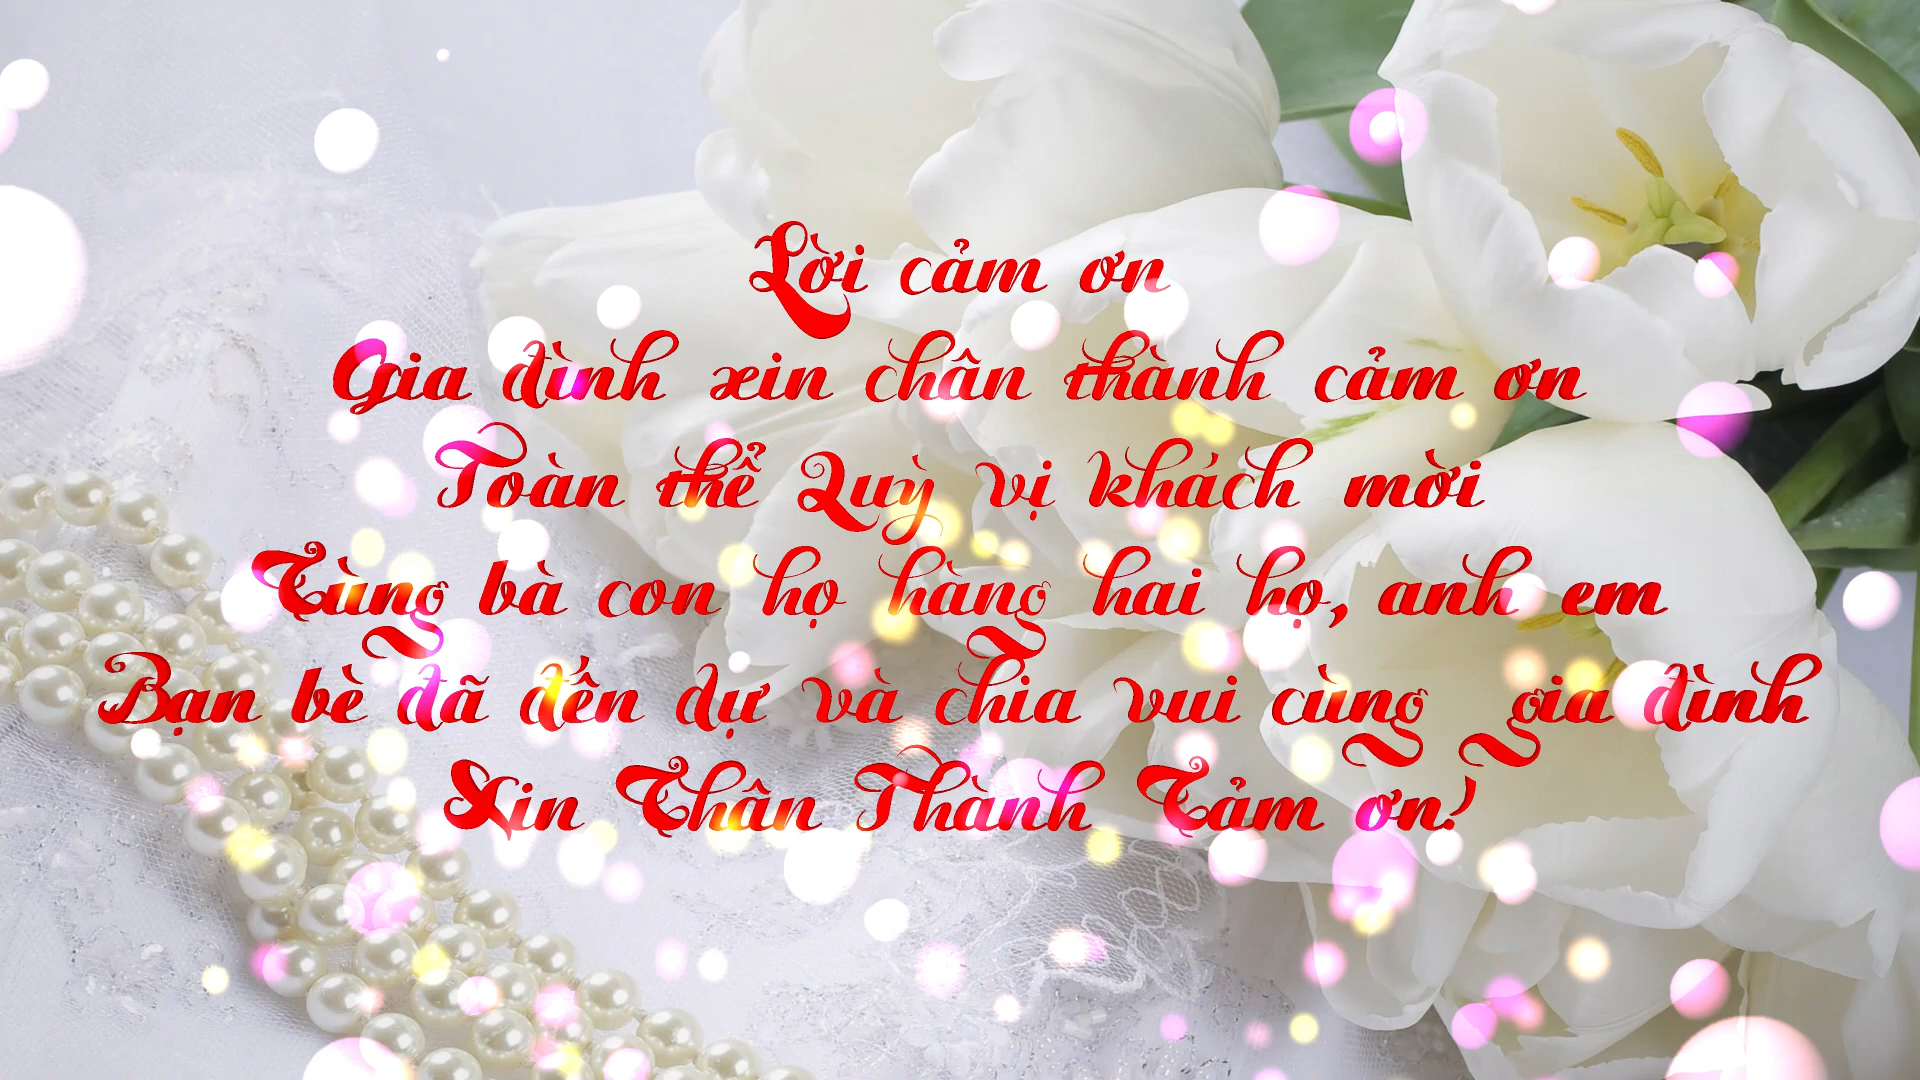 Lời cảm ơn
Gia đình xin chân thành cảm ơn
Toàn thể Quỳ vị khách mời
Cùng bà con họ hàng hai họ, anh em
Bạn bè đã đến dự và chia vui cùng gia đình
Xin Chân Thành Cảm ơn!